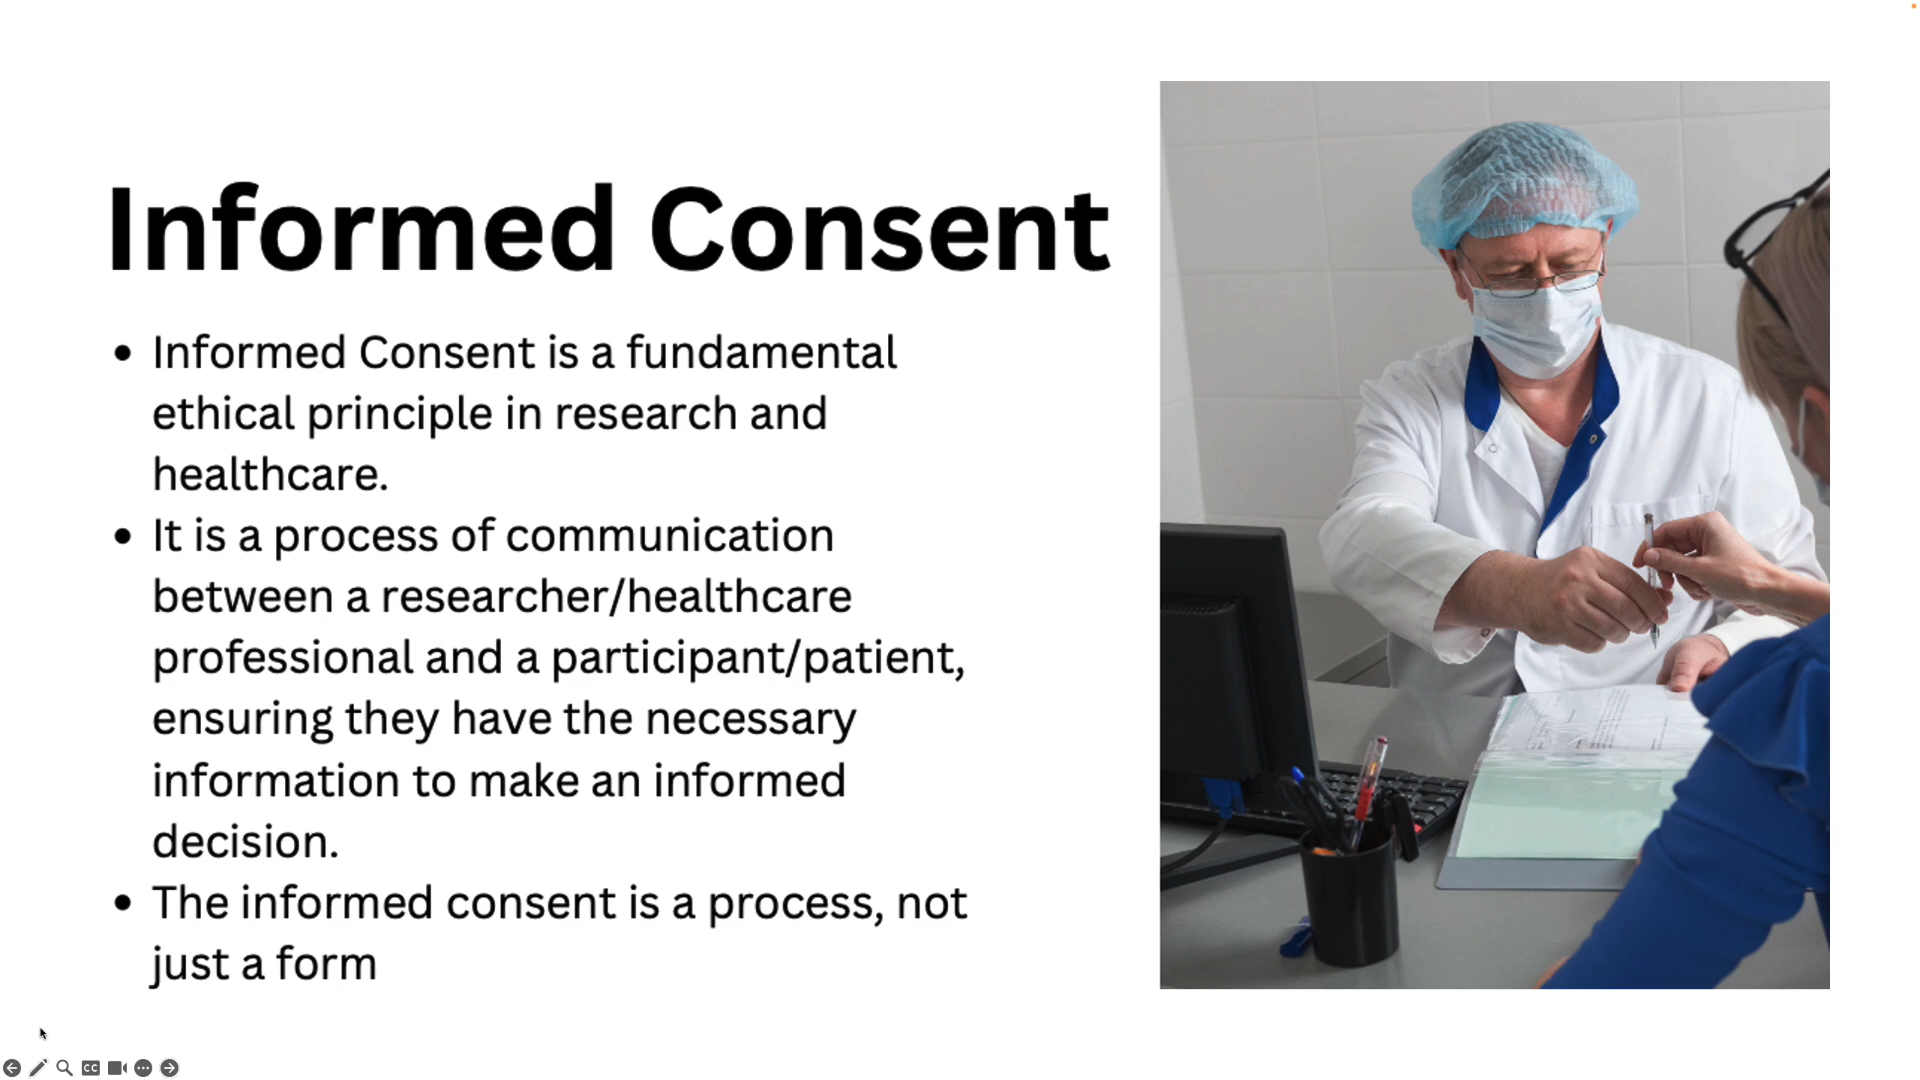 Informed Consent
• Informed Consent is a fundamental
ethical principle in research and
healthcare.
• It is a process of communication
between a researcher/healthcare
professional and a participant/patient,
ensuring they have the necessary
information to make an informed
decision.
• The informed consent is a process, not
just a form
CC